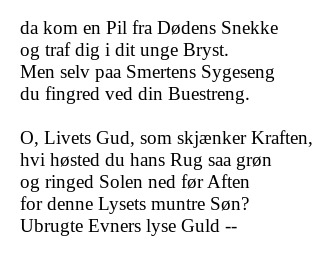 da kom en Pil fra Dødens Snekke
og traf dig i dit unge Bryst.
Men selv paa Smertens Sygeseng
du fingred ved din Buestreng.

O, Livets Gud, som skjænker Kraften,
hvi høsted du hans Rug saa grøn
og ringed Solen ned før Aften
for denne Lysets muntre Søn?
Ubrugte Evners lyse Guld --